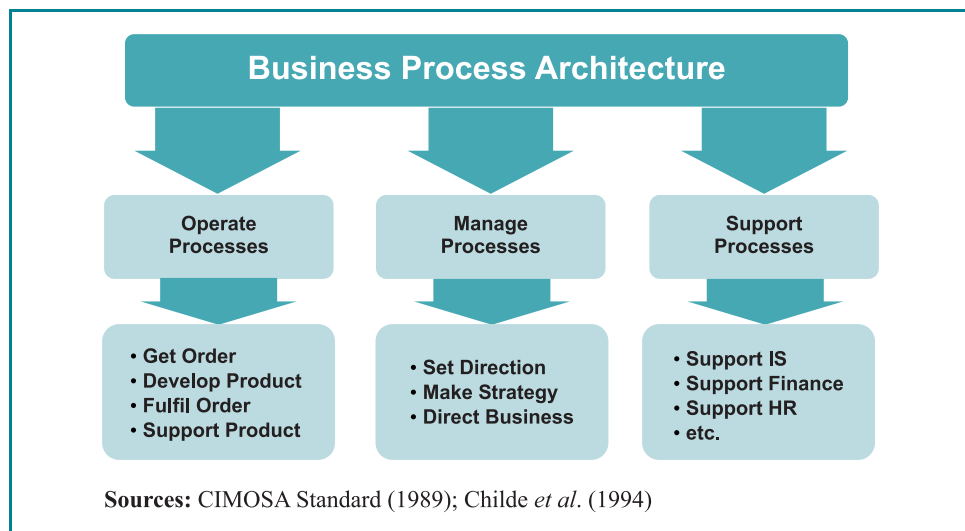 Business Process Architecture
Operate
Processes
Manage
Processes
Support
Processes
• Get Order
• Develop Product
• Fulfil Order
• Support Product
• Set Direction
• Make Strategy
• Direct Business
• Support IS
• Support Finance
• Support HR
• etc.
Sources: CIMOSA Standard (1989); Childe et al. (1994)